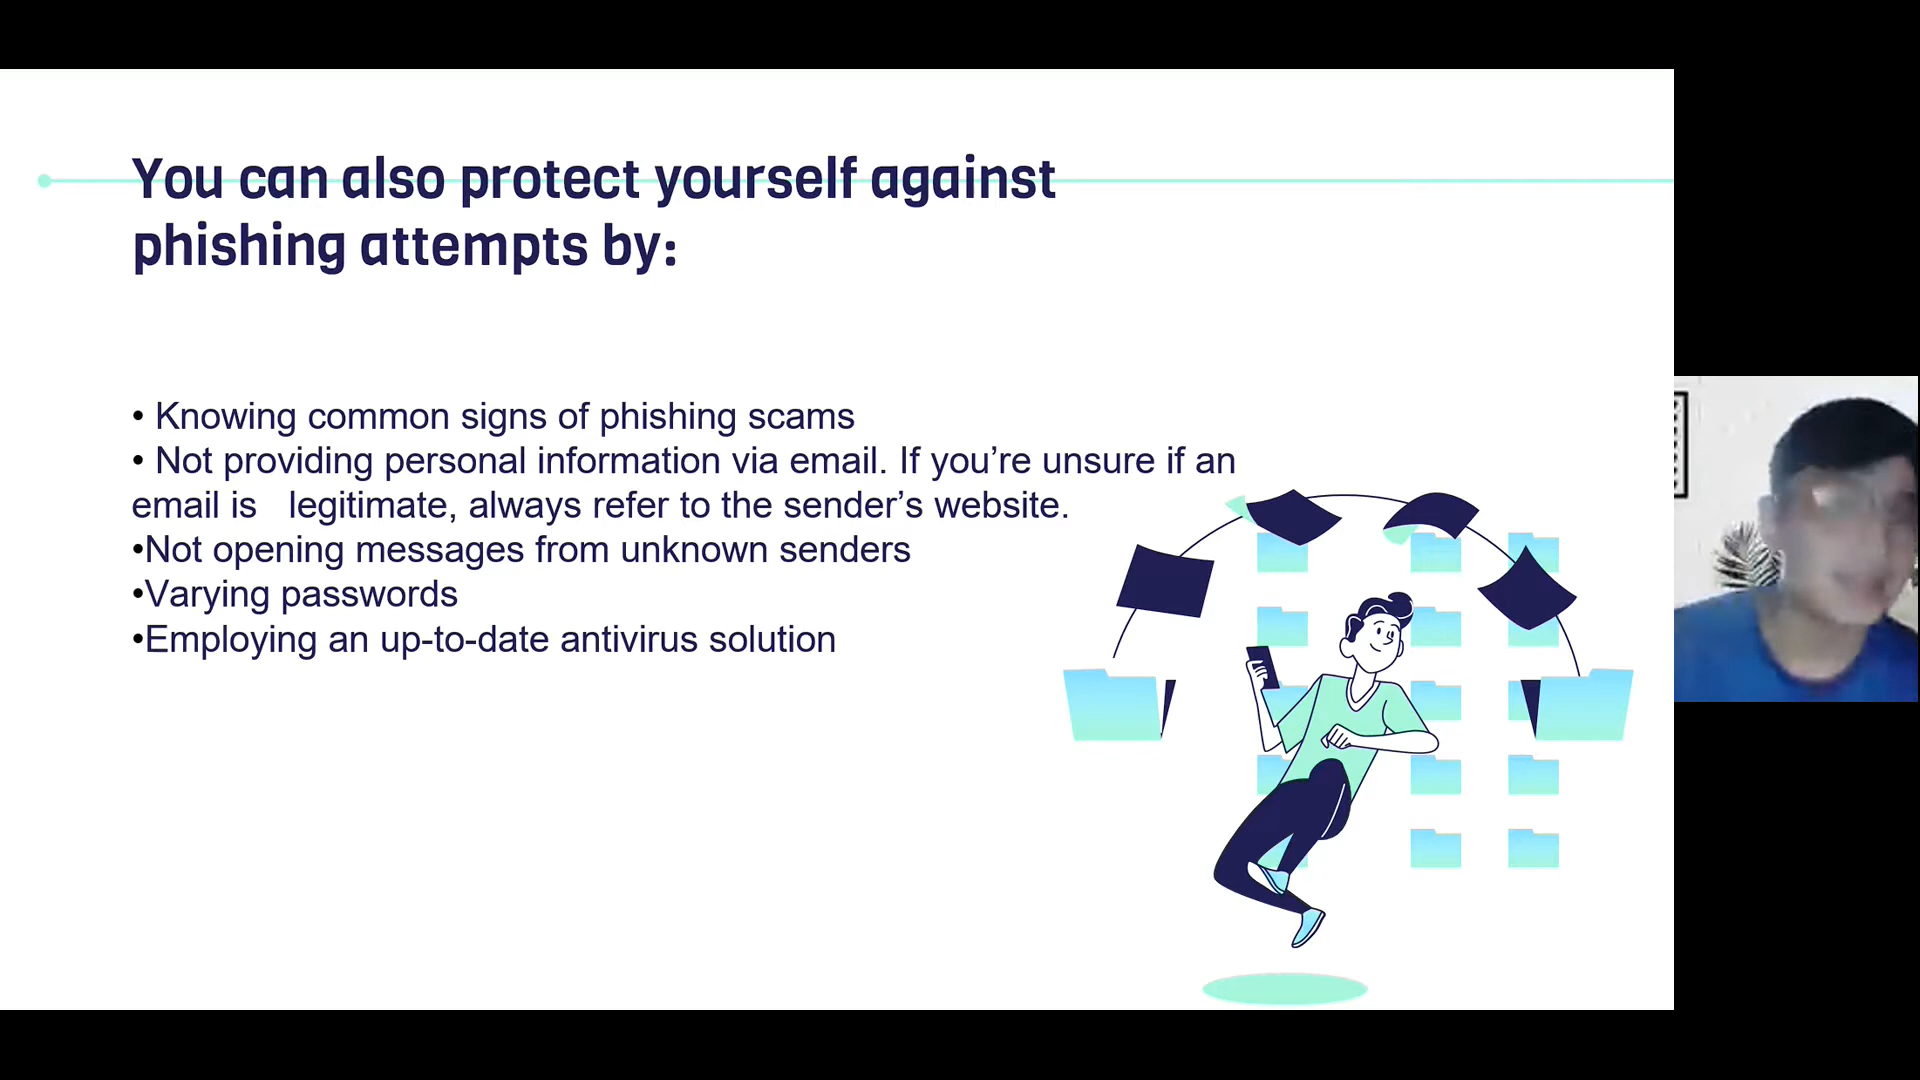 You can also protect yourself against
phishing attempts by:
• Knowing common signs of phishing scams
• Not providing personal information via email. If you’re unsure if an
email is   legitimate, always refer to the sender’s website.
•Not opening messages from unknown senders
•Varying passwords
•Employing an up-to-date antivirus solution